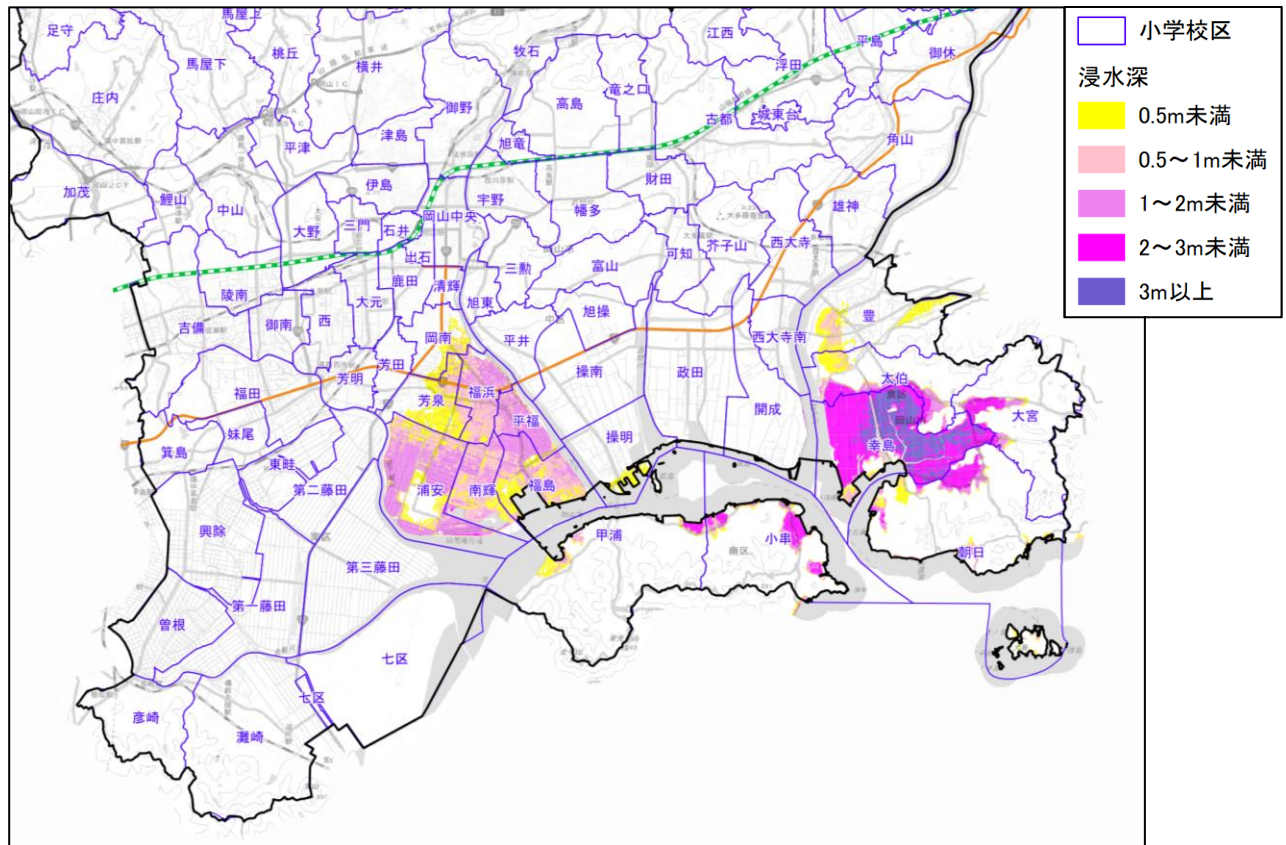 足守
馬屋上
桃丘
馬屋下
横井
牧石
江西
平島
御休
浮田
庄内
御野
高島
竜之口
古都
城東台
津島
旭竜
平津
角山
加茂
鯉山
中山
伊島
宇野
財田
大野
三門
石井
岡山中央
幡多
雄神
出石
可知
芥子山
西大寺
鹿田
清輝
三勲
富山
陵南
大元
旭東
吉備
御南
西
岡南
平井
旭操
西大寺南
豊
福田
芳明
芳田
操南
政田
太伯
芳泉
福浜
開成
大宮
妹尾
平福
箕島
操明
幸島
東畦
第二藤田
浦安
南輝
福島
興除
甲浦
小串
朝日
南区
第三藤田
第一藤田
曽根
七区
七区
彦崎
灘崎
小学校区
浸水深
0.5m未満
0.5～1m未満
1～2m未満
2～3m未満
3m以上